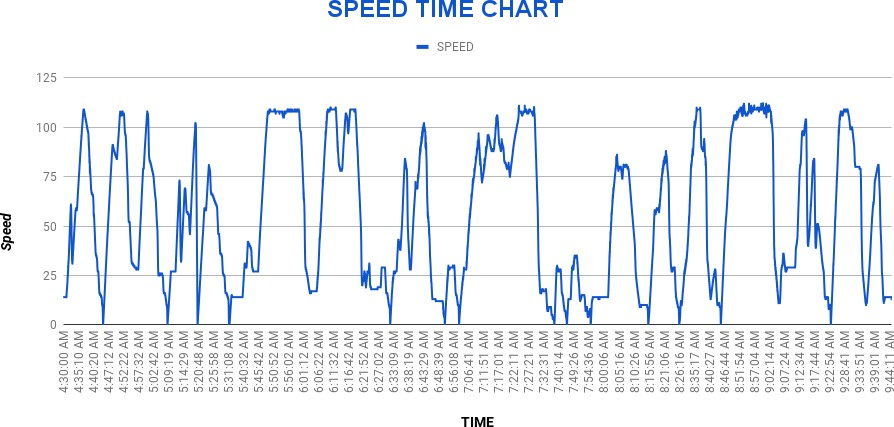 SPEED TIME CHART
SPEED
125
100
75
50
25
0
Speed
4:30:00 AM
4:35:10 AM
4:40:20 AM
4:47:12 AM
4:52:22 AM
4:57:32 AM
5:02:42 AM
5:09:19 AM
5:14:29 AM
5:20:48 AM
5:25:58 AM
5:31:08 AM
5:40:32 AM
5:45:42 AM
5:50:52 AM
5:56:02 AM
6:01:12 AM
6:06:22 AM
6:11:32 AM
6:16:42 AM
6:21:52 AM
6:27:02 AM
6:33:09 AM
6:38:19 AM
6:43:29 AM
6:48:39 AM
6:56:08 AM
7:06:41 AM
7:11:51 AM
7:17:01 AM
7:22:11 AM
7:27:21 AM
7:32:31 AM
7:40:14 AM
7:49:26 AM
7:54:36 AM
8:00:06 AM
8:05:16 AM
8:10:26 AM
8:15:56 AM
8:21:06 AM
8:26:16 AM
8:35:17 AM
8:40:27 AM
8:46:44 AM
8:51:54 AM
8:57:04 AM
9:02:14 AM
9:07:24 AM
9:12:34 AM
9:17:44 AM
9:22:54 AM
9:28:41 AM
9:33:51 AM
9:39:01 AM
9:44:11 AM
TIME